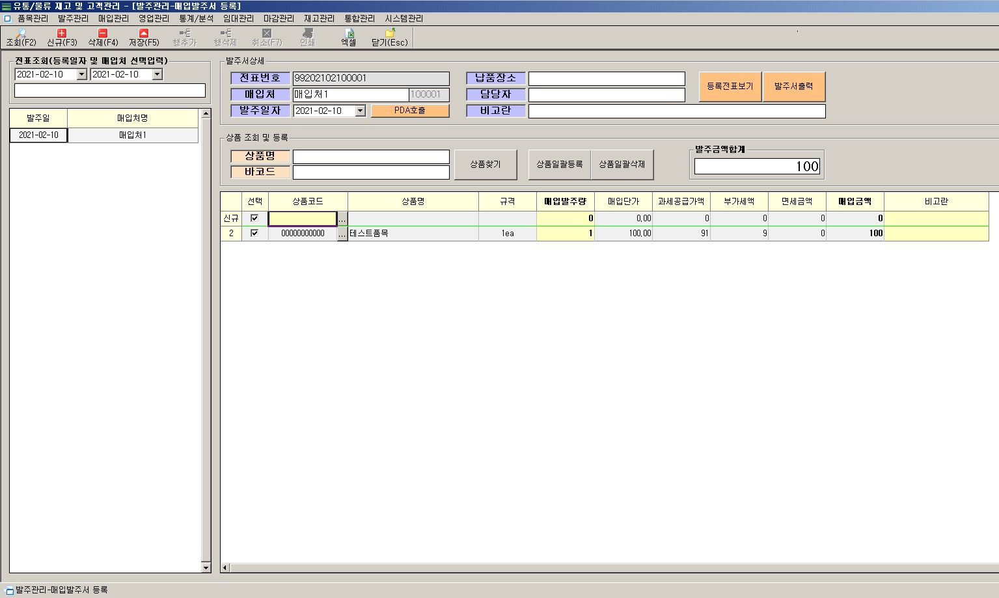 유통/물류 재고 및 고객관리 - [발주관리-매입발주서 등록]
품목관리 발주관리 매입관리 영업관리 통계/분석 임대관리 마감관리 재고관리 통합관리 시스템관리
조회(F2) 신규(F3) 삭제(F4) 저장(F5) 행추가 행삭제 취소(F7) 인쇄 엑셀 닫기(Esc)
전표조회(등록일자 및 매입처 선택입력)
2021-02-10 2021-02-10
발주일 매입처명
2021-02-10 매입처1
발주서상세
전표번호 99202102100001 납품장소
매입처 매입처1 100001 담당자
발주일자 2021-02-10 PDA호출 비고란
등록전표보기 발주서출력
상품 조회 및 등록
상품명
바코드
상품찾기 상품일괄등록 상품일괄삭제
발주금액합계
100
선택 상품코드 상품명 규격 매입발주량 매입단가 과세공급가액 부가세액 면세금액 매입금액 비고란
신규 ... 0 0,00 0 0 0 0
2 00000000000 ... 테스트품목 1ea 1 100,00 91 9 0 100
발주관리-매입발주서 등록